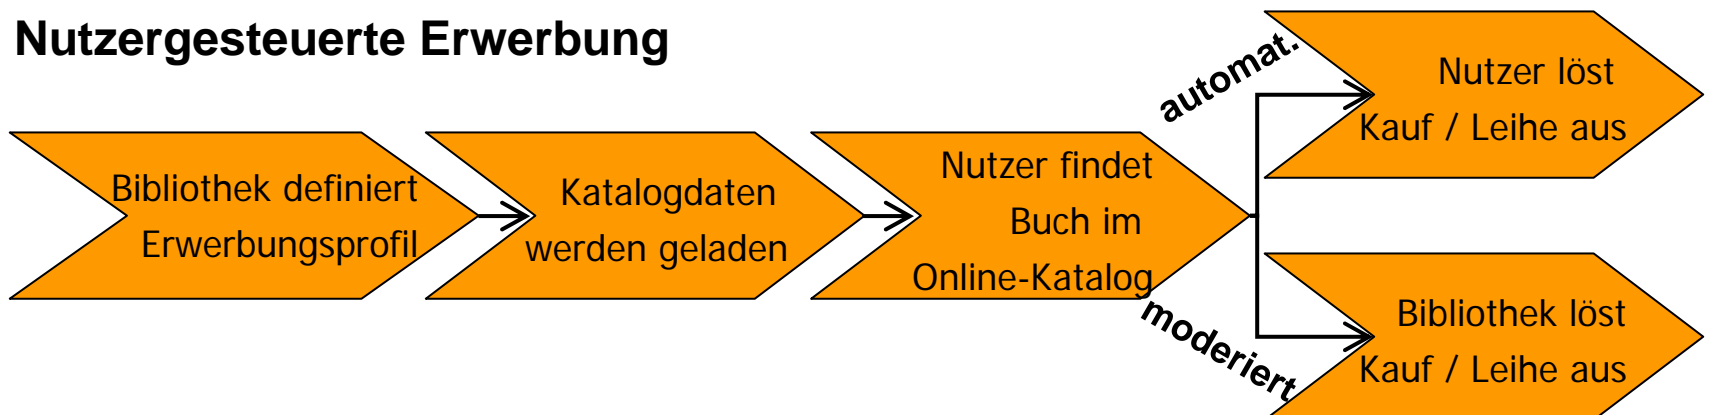 Nutzergesteuerte Erwerbung
Bibliothek definiert
Erwerbungsprofil
Katalogdaten
werden geladen
Nutzer findet
Buch im
Online-Katalog
automat.
Nutzer löst
Kauf / Leihe aus
moderiert
Bibliothek löst
Kauf / Leihe aus